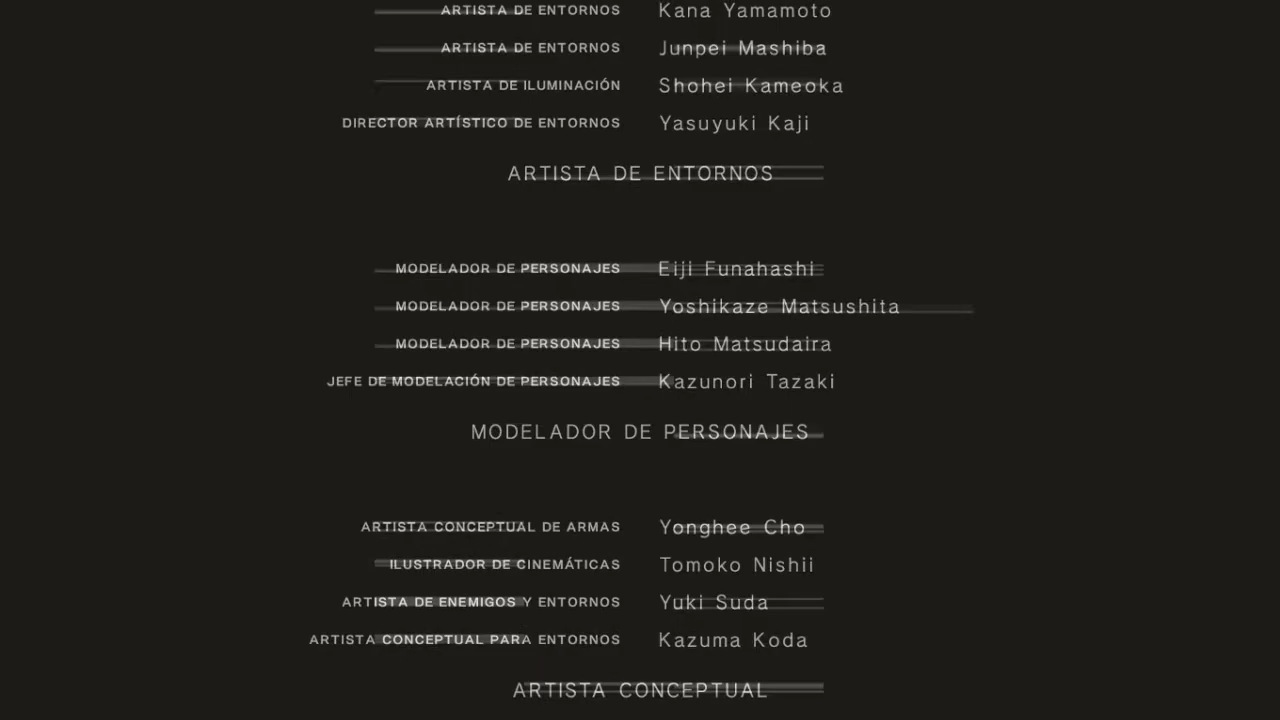 ARTISTA DE ENTORNOS Kana Yamamoto
ARTISTA DE ENTORNOS Junpei Mashiba
ARTISTA DE ILUMINACIÓN Shohei Kameoka
DIRECTOR ARTÍSTICO DE ENTORNOS Yasuyuki Kaji
ARTISTA DE ENTORNOS
MODELADOR DE PERSONAJES Eiji Funahashi
MODELADOR DE PERSONAJES Yoshikaze Matsushita
MODELADOR DE PERSONAJES Hito Matsudaira
JEFE DE MODELACIÓN DE PERSONAJES Kazunori Tazaki
MODELADOR DE PERSONAJES
ARTISTA CONCEPTUAL DE ARMAS Yonghee Cho
ILUSTRADOR DE CINEMÁTICAS Tomoko Nishii
ARTISTA DE ENEMIGOS Y ENTORNOS Yuki Suda
ARTISTA CONCEPTUAL PARA ENTORNOS Kazuma Koda
ARTISTA CONCEPTUAL